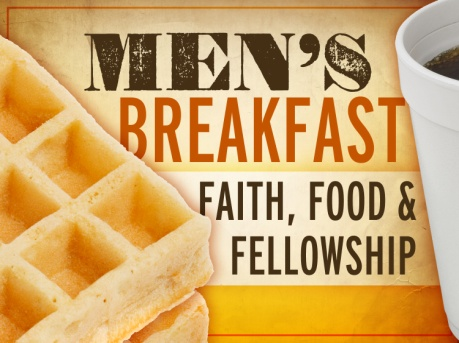 MEN'S
BREAKFAST
FAITH, FOOD &
FELLOWSHIP